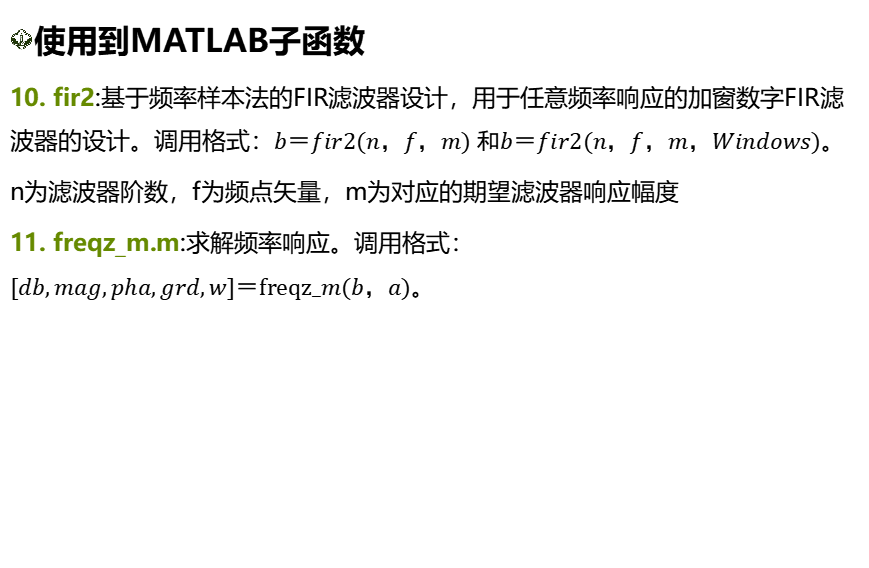 使用到MATLAB子函数
10. fir2:基于频率样本法的FIR滤波器设计，用于任意频率响应的加窗数字FIR滤
波器的设计。调用格式：b＝fir2(n，f，m) 和b＝fir2(n，f，m，Windows)。
n为滤波器阶数，f为频点矢量，m为对应的期望滤波器响应幅度
11. freqz_m.m:求解频率响应。调用格式：
[db,mag,pha,grd,w]＝freqz_m(b，a)。